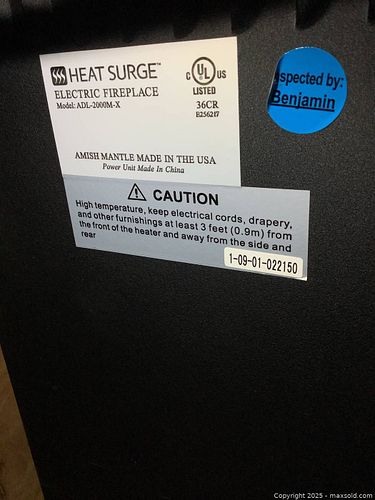 HEAT SURGE™
ELECTRIC FIREPLACE
Model: ADL-2000M-X
C UL US
LISTED
36CR
E256217
AMISH MANTLE MADE IN THE USA
Power Unit Made In China
spected by:
Benjamin
CAUTION
High temperature, keep electrical cords, drapery,
and other furnishings at least 3 feet (0.9m) from
the front of the heater and away from the side and
rear
1-09-01-022150
Copyright 2025 - maxsold.com